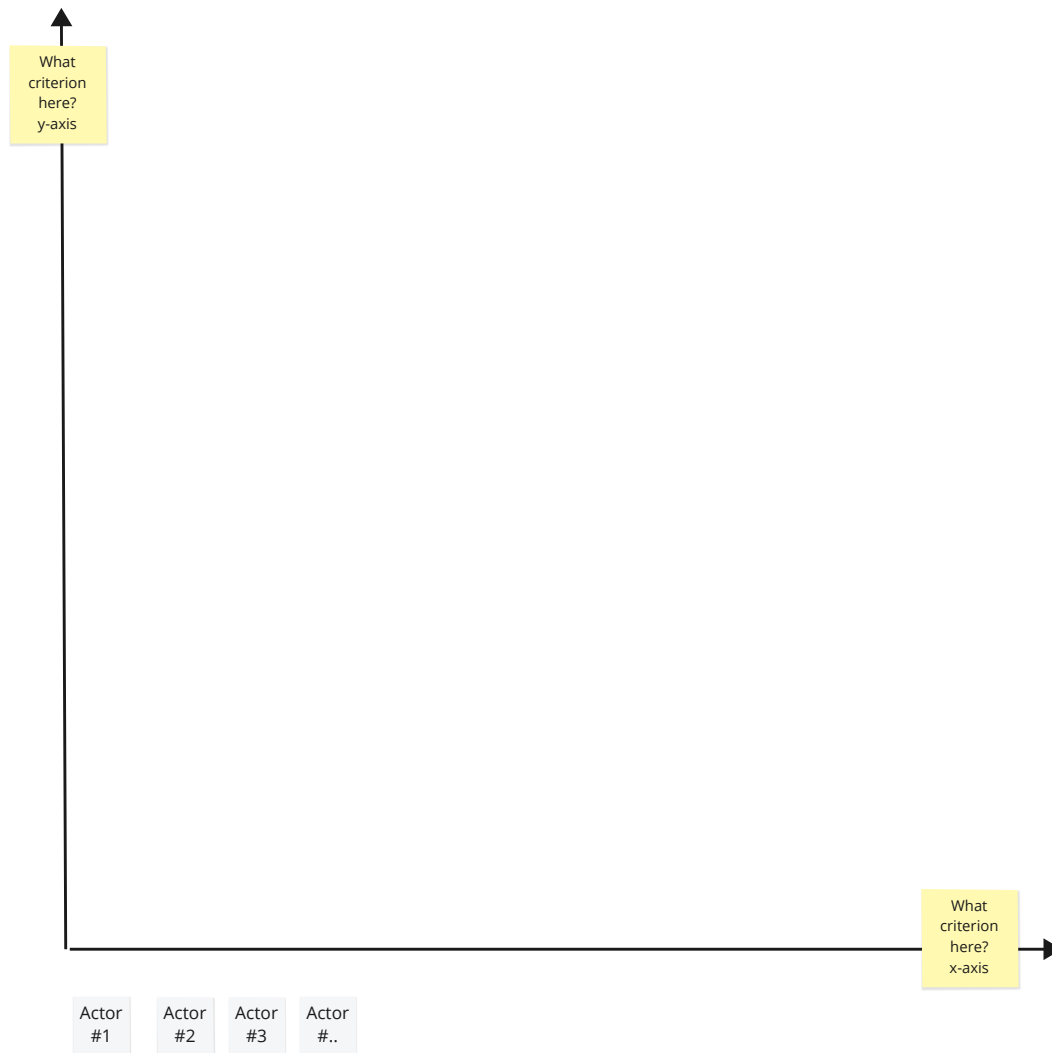 What
criterion
here?
y-axis
What
criterion
here?
x-axis
Actor
#1
Actor
#2
Actor
#3
Actor
#..